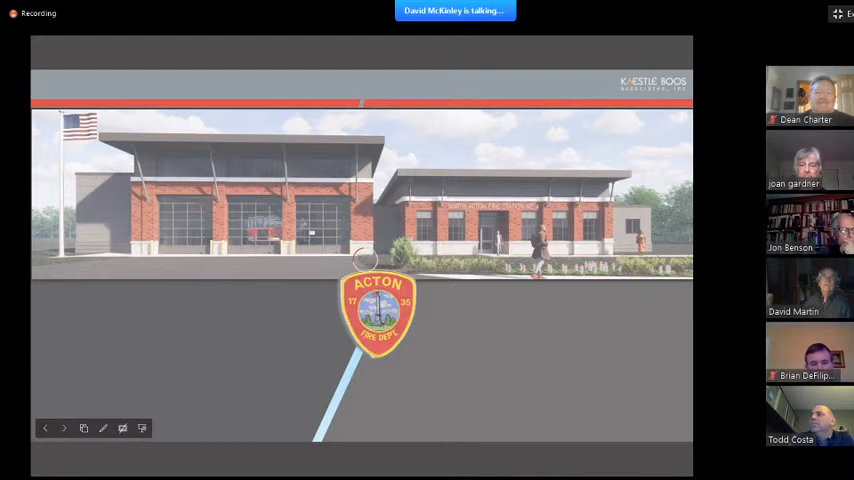 Recording
David McKinley is talking...
Ex
KAESTLE BOOS
ASSOCIATES, INC
NORTH ACTON FIRE STATION NO.
ACTON
17 35
FIRE DEPT
Dean Charter
joan gardner
Jon Benson
David Martin
Brian DeFilip...
Todd Costa